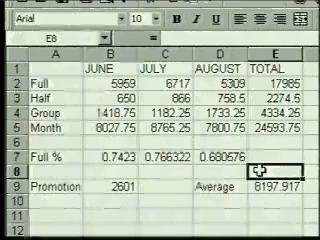 Arial 10 B I U
E8 =
A B C D E
1 JUNE JULY AUGUST TOTAL
2 Full 5959 6717 5309 17985
3 Half 650 866 758.5 2274.5
4 Group 1418.75 1182.25 1733.25 4334.25
5 Month 8027.75 8765.25 7800.75 24593.75
6
7 Full % 0.7423 0.766322 0.680576
8
9 Promotion 2601 Average 8197.917
10
11
12